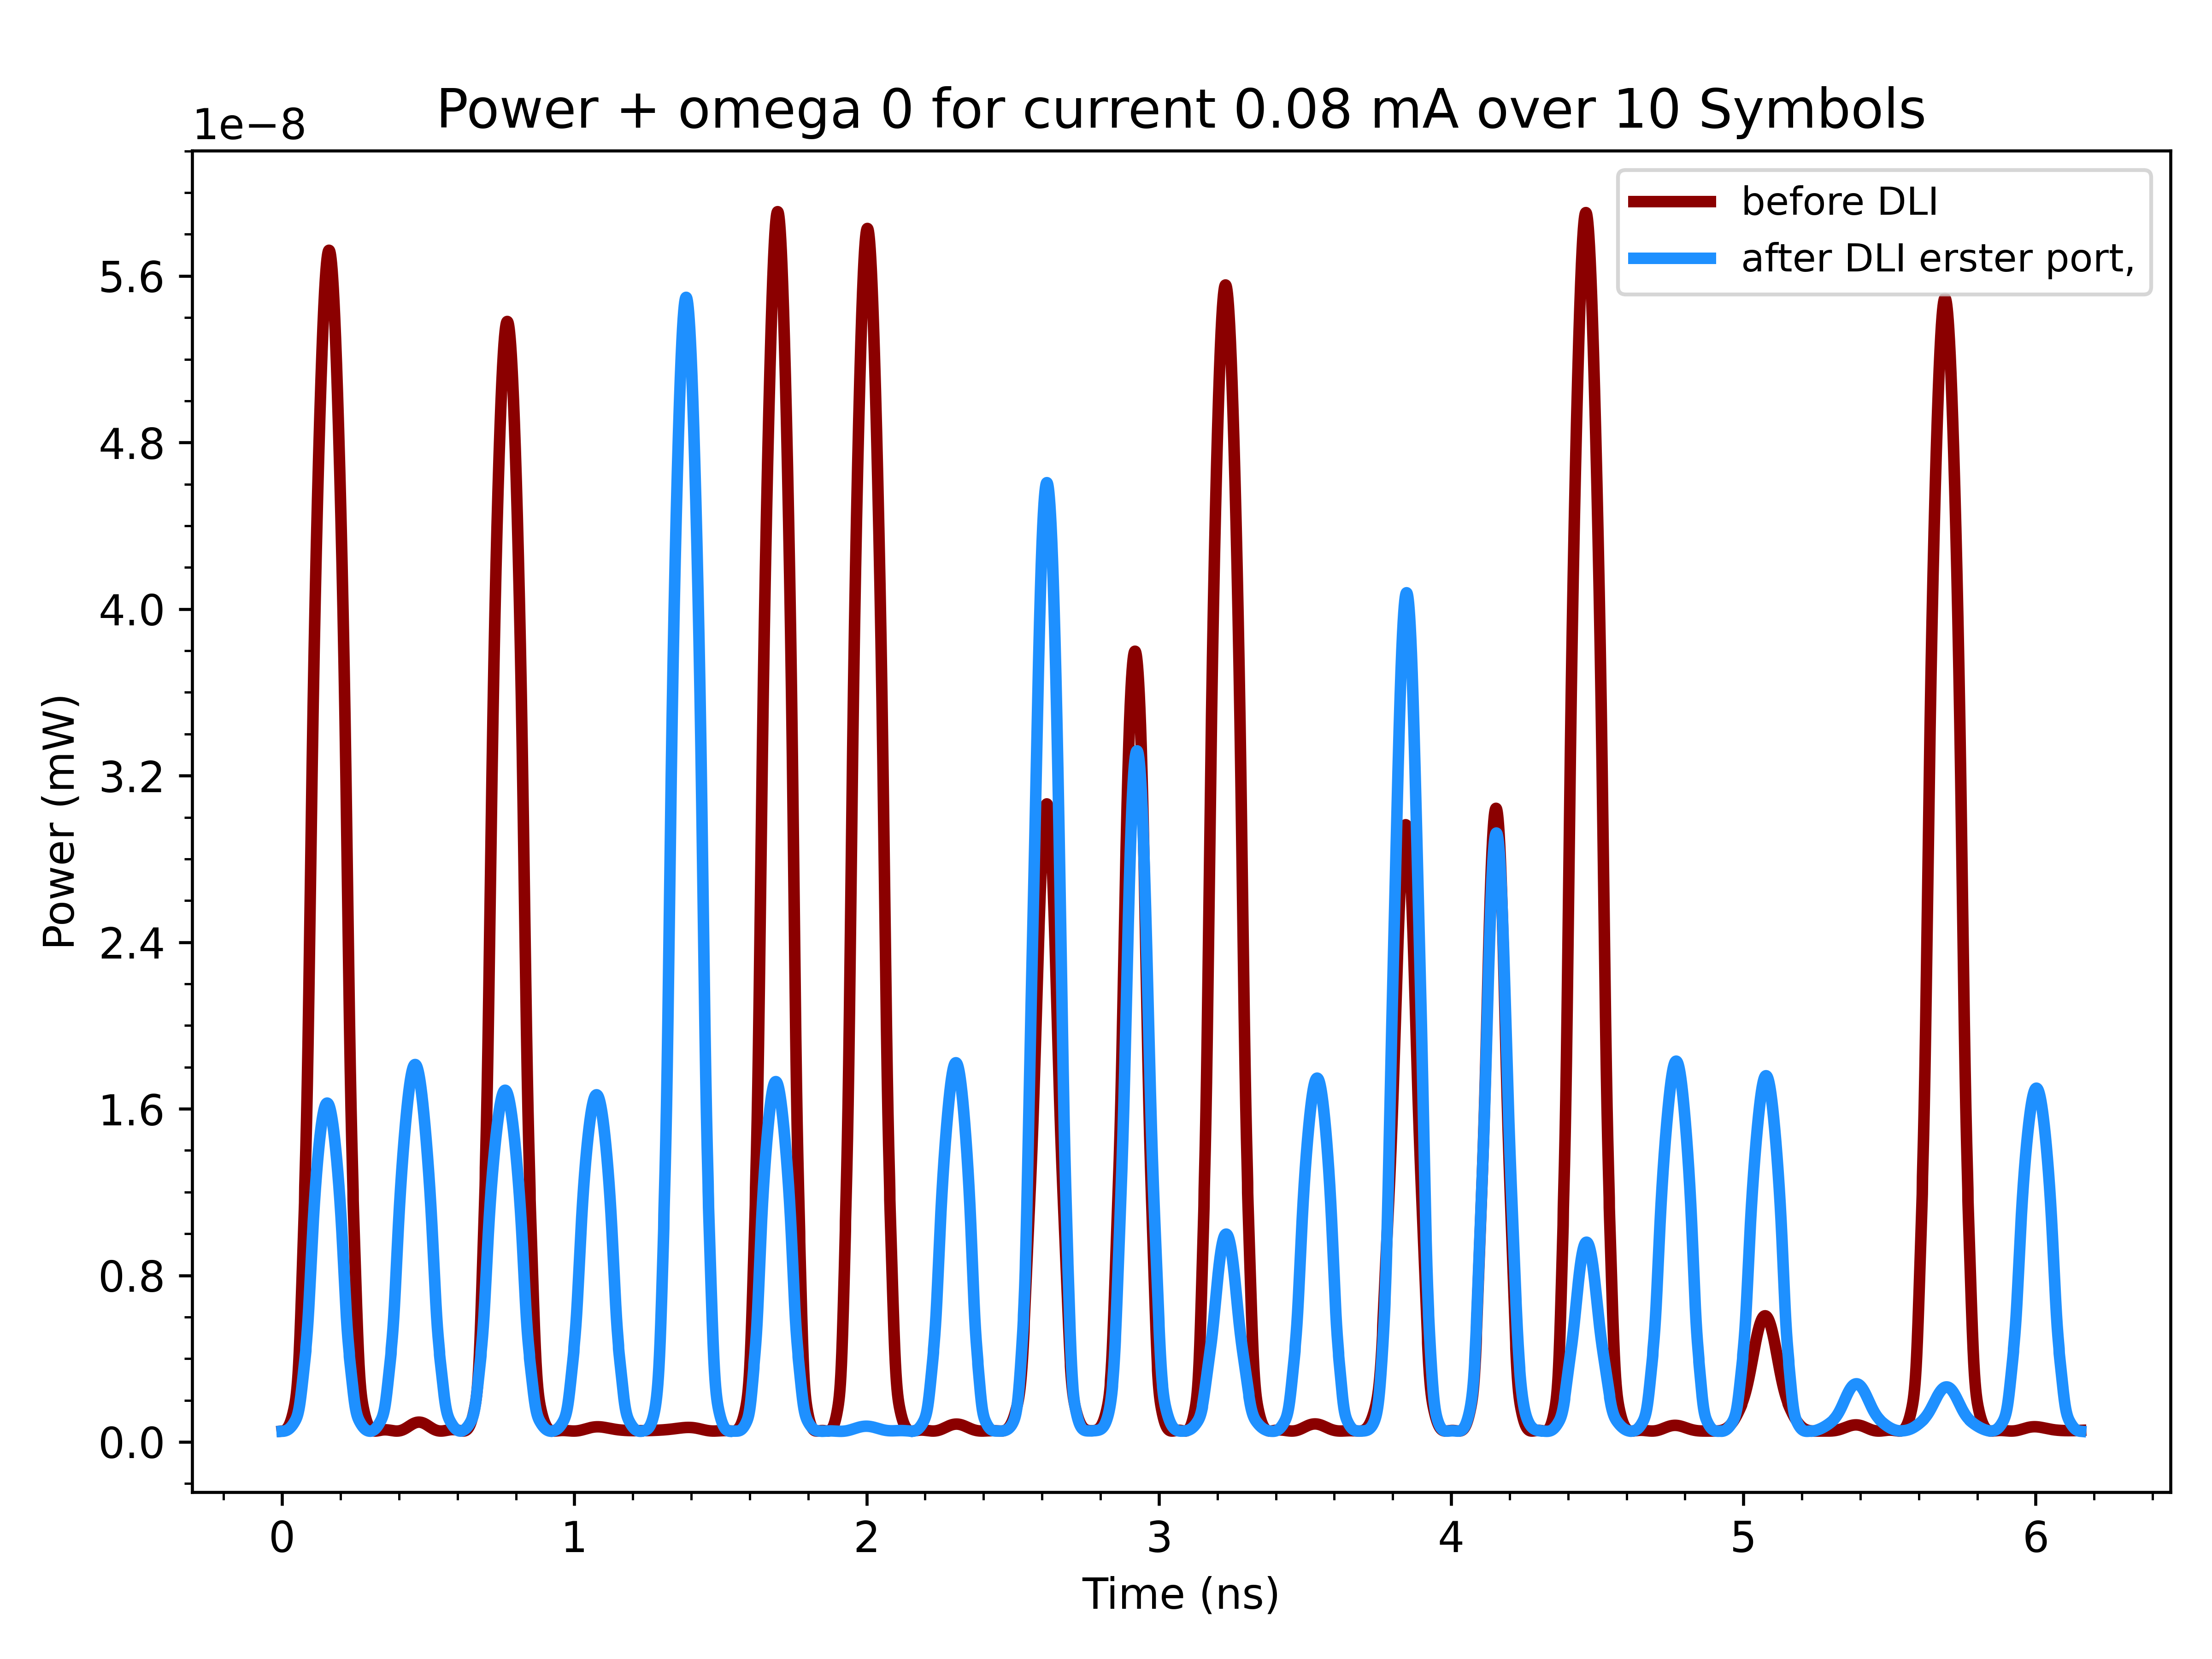 Power + omega 0 for current 0.08 mA over 10 Symbols
1e−8
before DLI
after DLI erster port,
5.6
4.8
4.0
3.2
2.4
1.6
0.8
0.0
Power (mW)
0 1 2 3 4 5 6
Time (ns)